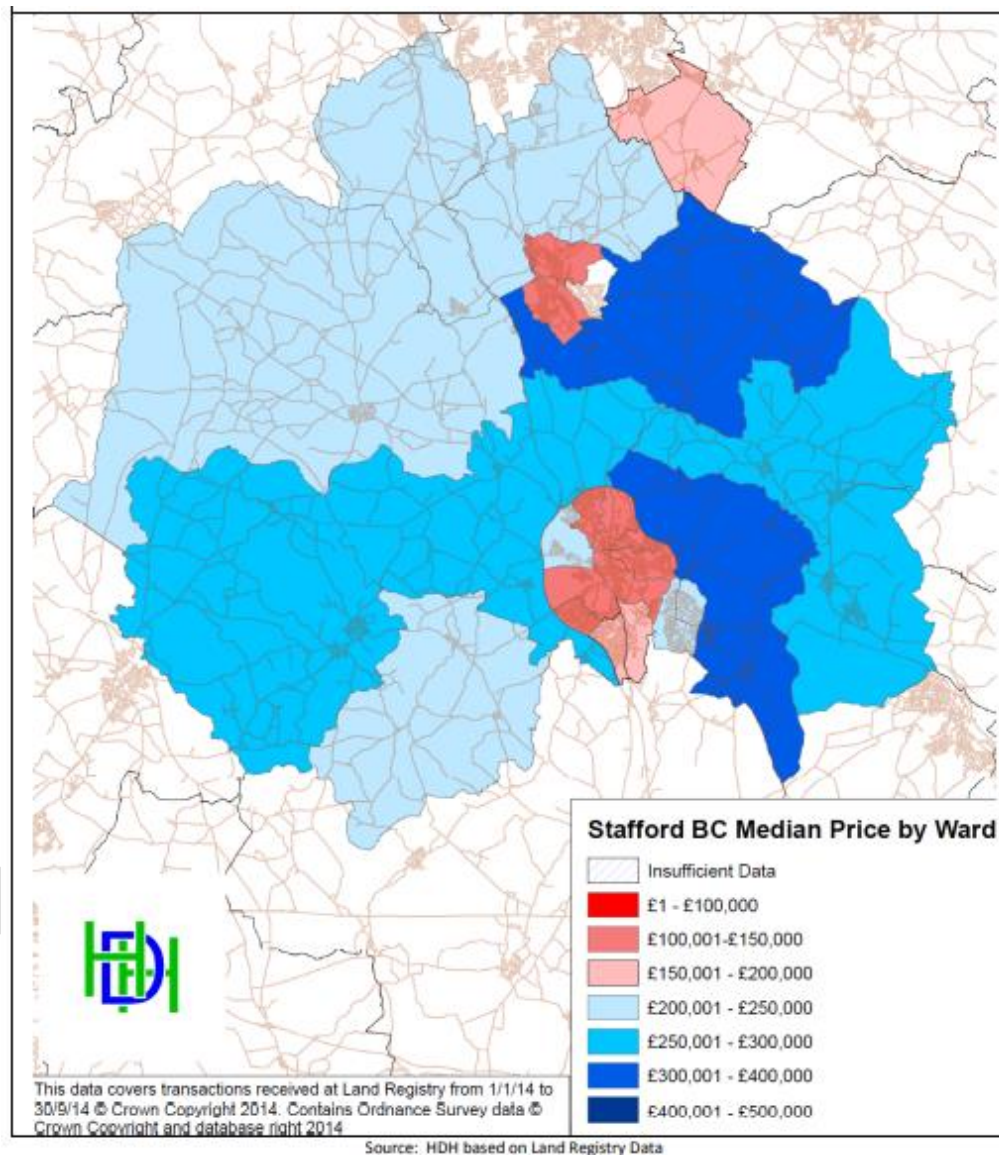 Stafford BC Median Price by Ward
Insufficient Data
£1 - £100,000
£100,001-£150,000
£150,001 - £200,000
£200,001 - £250,000
£250,001 - £300,000
£300,001 - £400,000
£400,001 - £500,000
HDH
This data covers transactions received at Land Registry from 1/1/14 to
30/9/14 © Crown Copyright 2014. Contains Ordnance Survey data ©
Crown Copyright and database right 2014
Source: HDH based on Land Registry Data